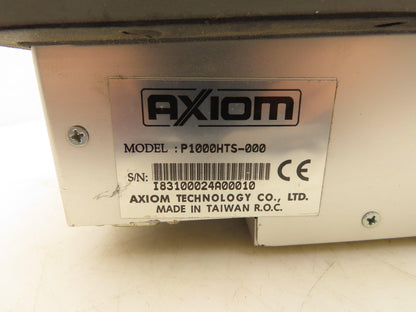 AXIOM
MODEL : P1000HTS-000
S/N:
I83100024A00010
CE
AXIOM TECHNOLOGY CO., LTD.
MADE IN TAIWAN R.O.C.